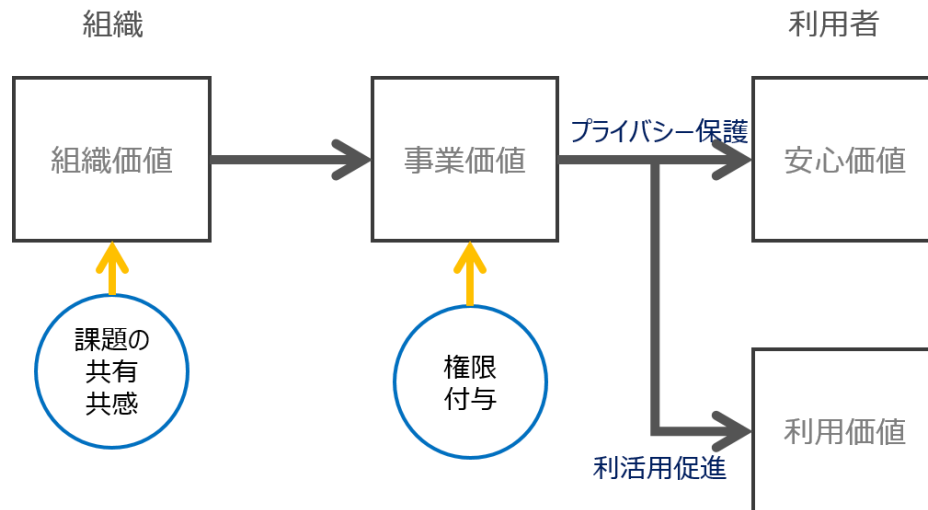 組織
利用者
組織価値
事業価値
プライバシー保護
安心価値
課題の
共有
共感
権限
付与
利用価値
利活用促進